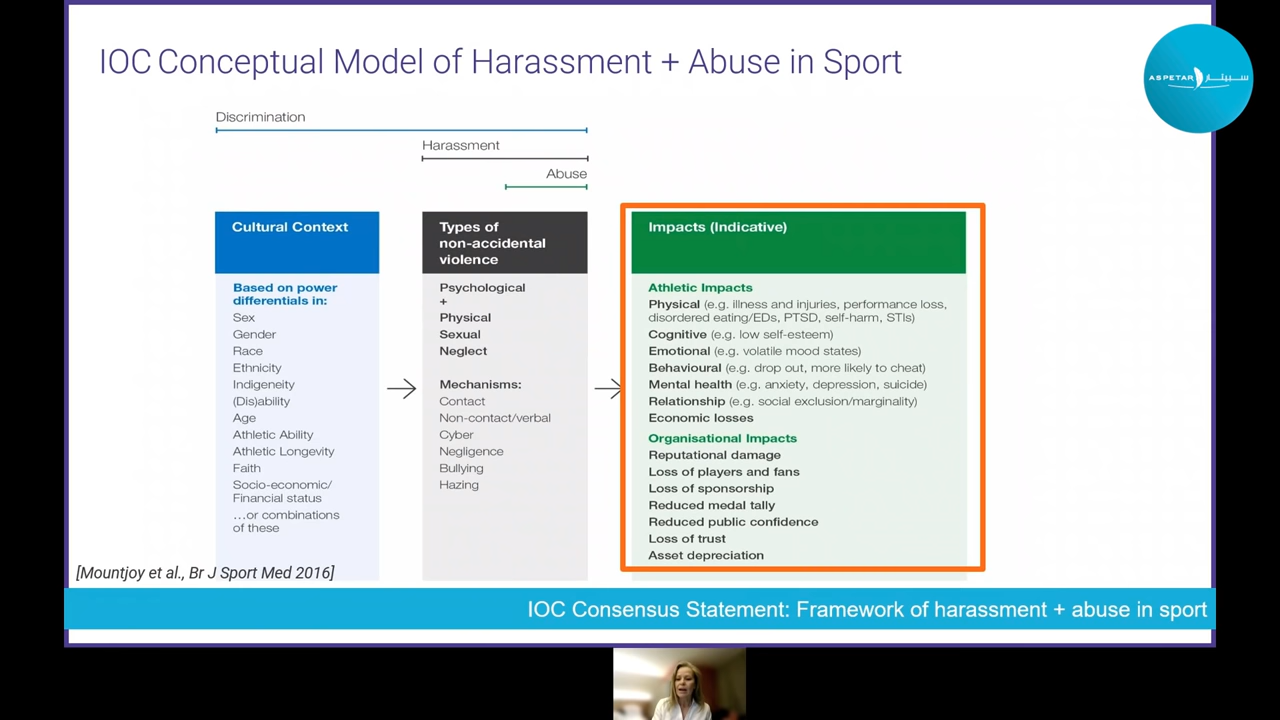 IOC Conceptual Model of Harassment + Abuse in Sport
ASPETAR سبيتار
Discrimination
Harassment
Abuse
Cultural Context
Based on power
differentials in:
Sex
Gender
Race
Ethnicity
Indigeneity
(Dis)ability
Age
Athletic Ability
Athletic Longevity
Faith
Socio-economic/
Financial status
…or combinations
of these
Types of
non-accidental
violence
Psychological
+
Physical
Sexual
Neglect
Mechanisms:
Contact
Non-contact/verbal
Cyber
Negligence
Bullying
Hazing
Impacts (Indicative)
Athletic Impacts
Physical (e.g. illness and injuries, performance loss,
disordered eating/EDs, PTSD, self-harm, STIs)
Cognitive (e.g. low self-esteem)
Emotional (e.g. volatile mood states)
Behavioural (e.g. drop out, more likely to cheat)
Mental health (e.g. anxiety, depression, suicide)
Relationship (e.g. social exclusion/marginality)
Economic losses
Organisational Impacts
Reputational damage
Loss of players and fans
Loss of sponsorship
Reduced medal tally
Reduced public confidence
Loss of trust
Asset depreciation
[Mountjoy et al., Br J Sport Med 2016]
IOC Consensus Statement: Framework of harassment + abuse in sport